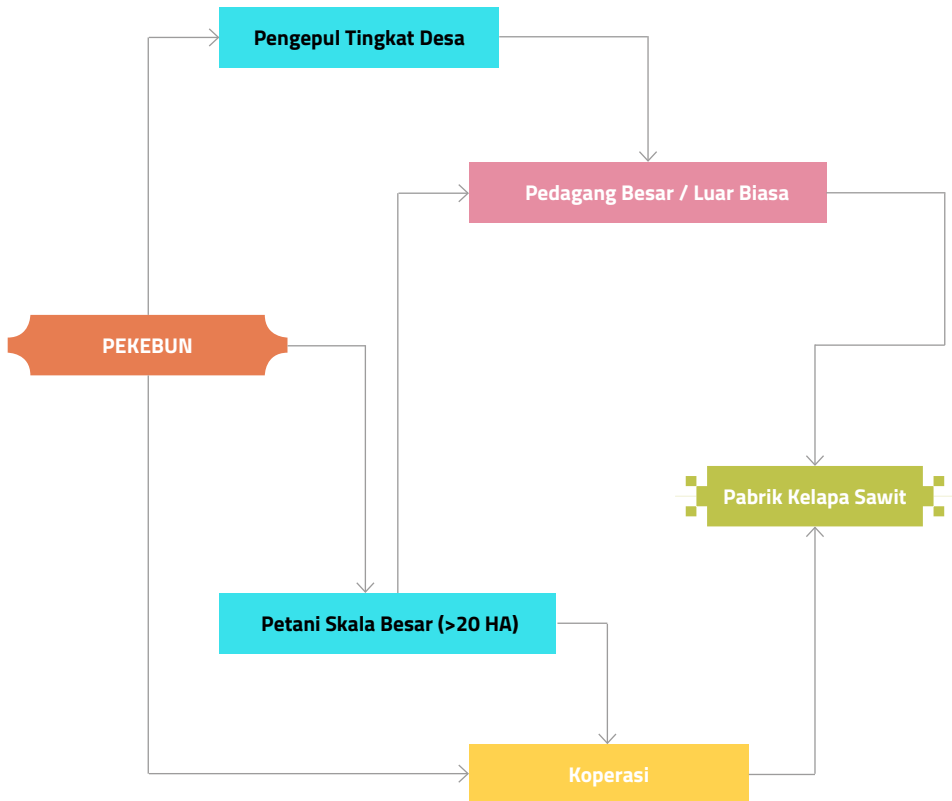 Pengepul Tingkat Desa
Pedagang Besar / Luar Biasa
PEKEBUN
Pabrik Kelapa Sawit
Petani Skala Besar (>20 HA)
Koperasi